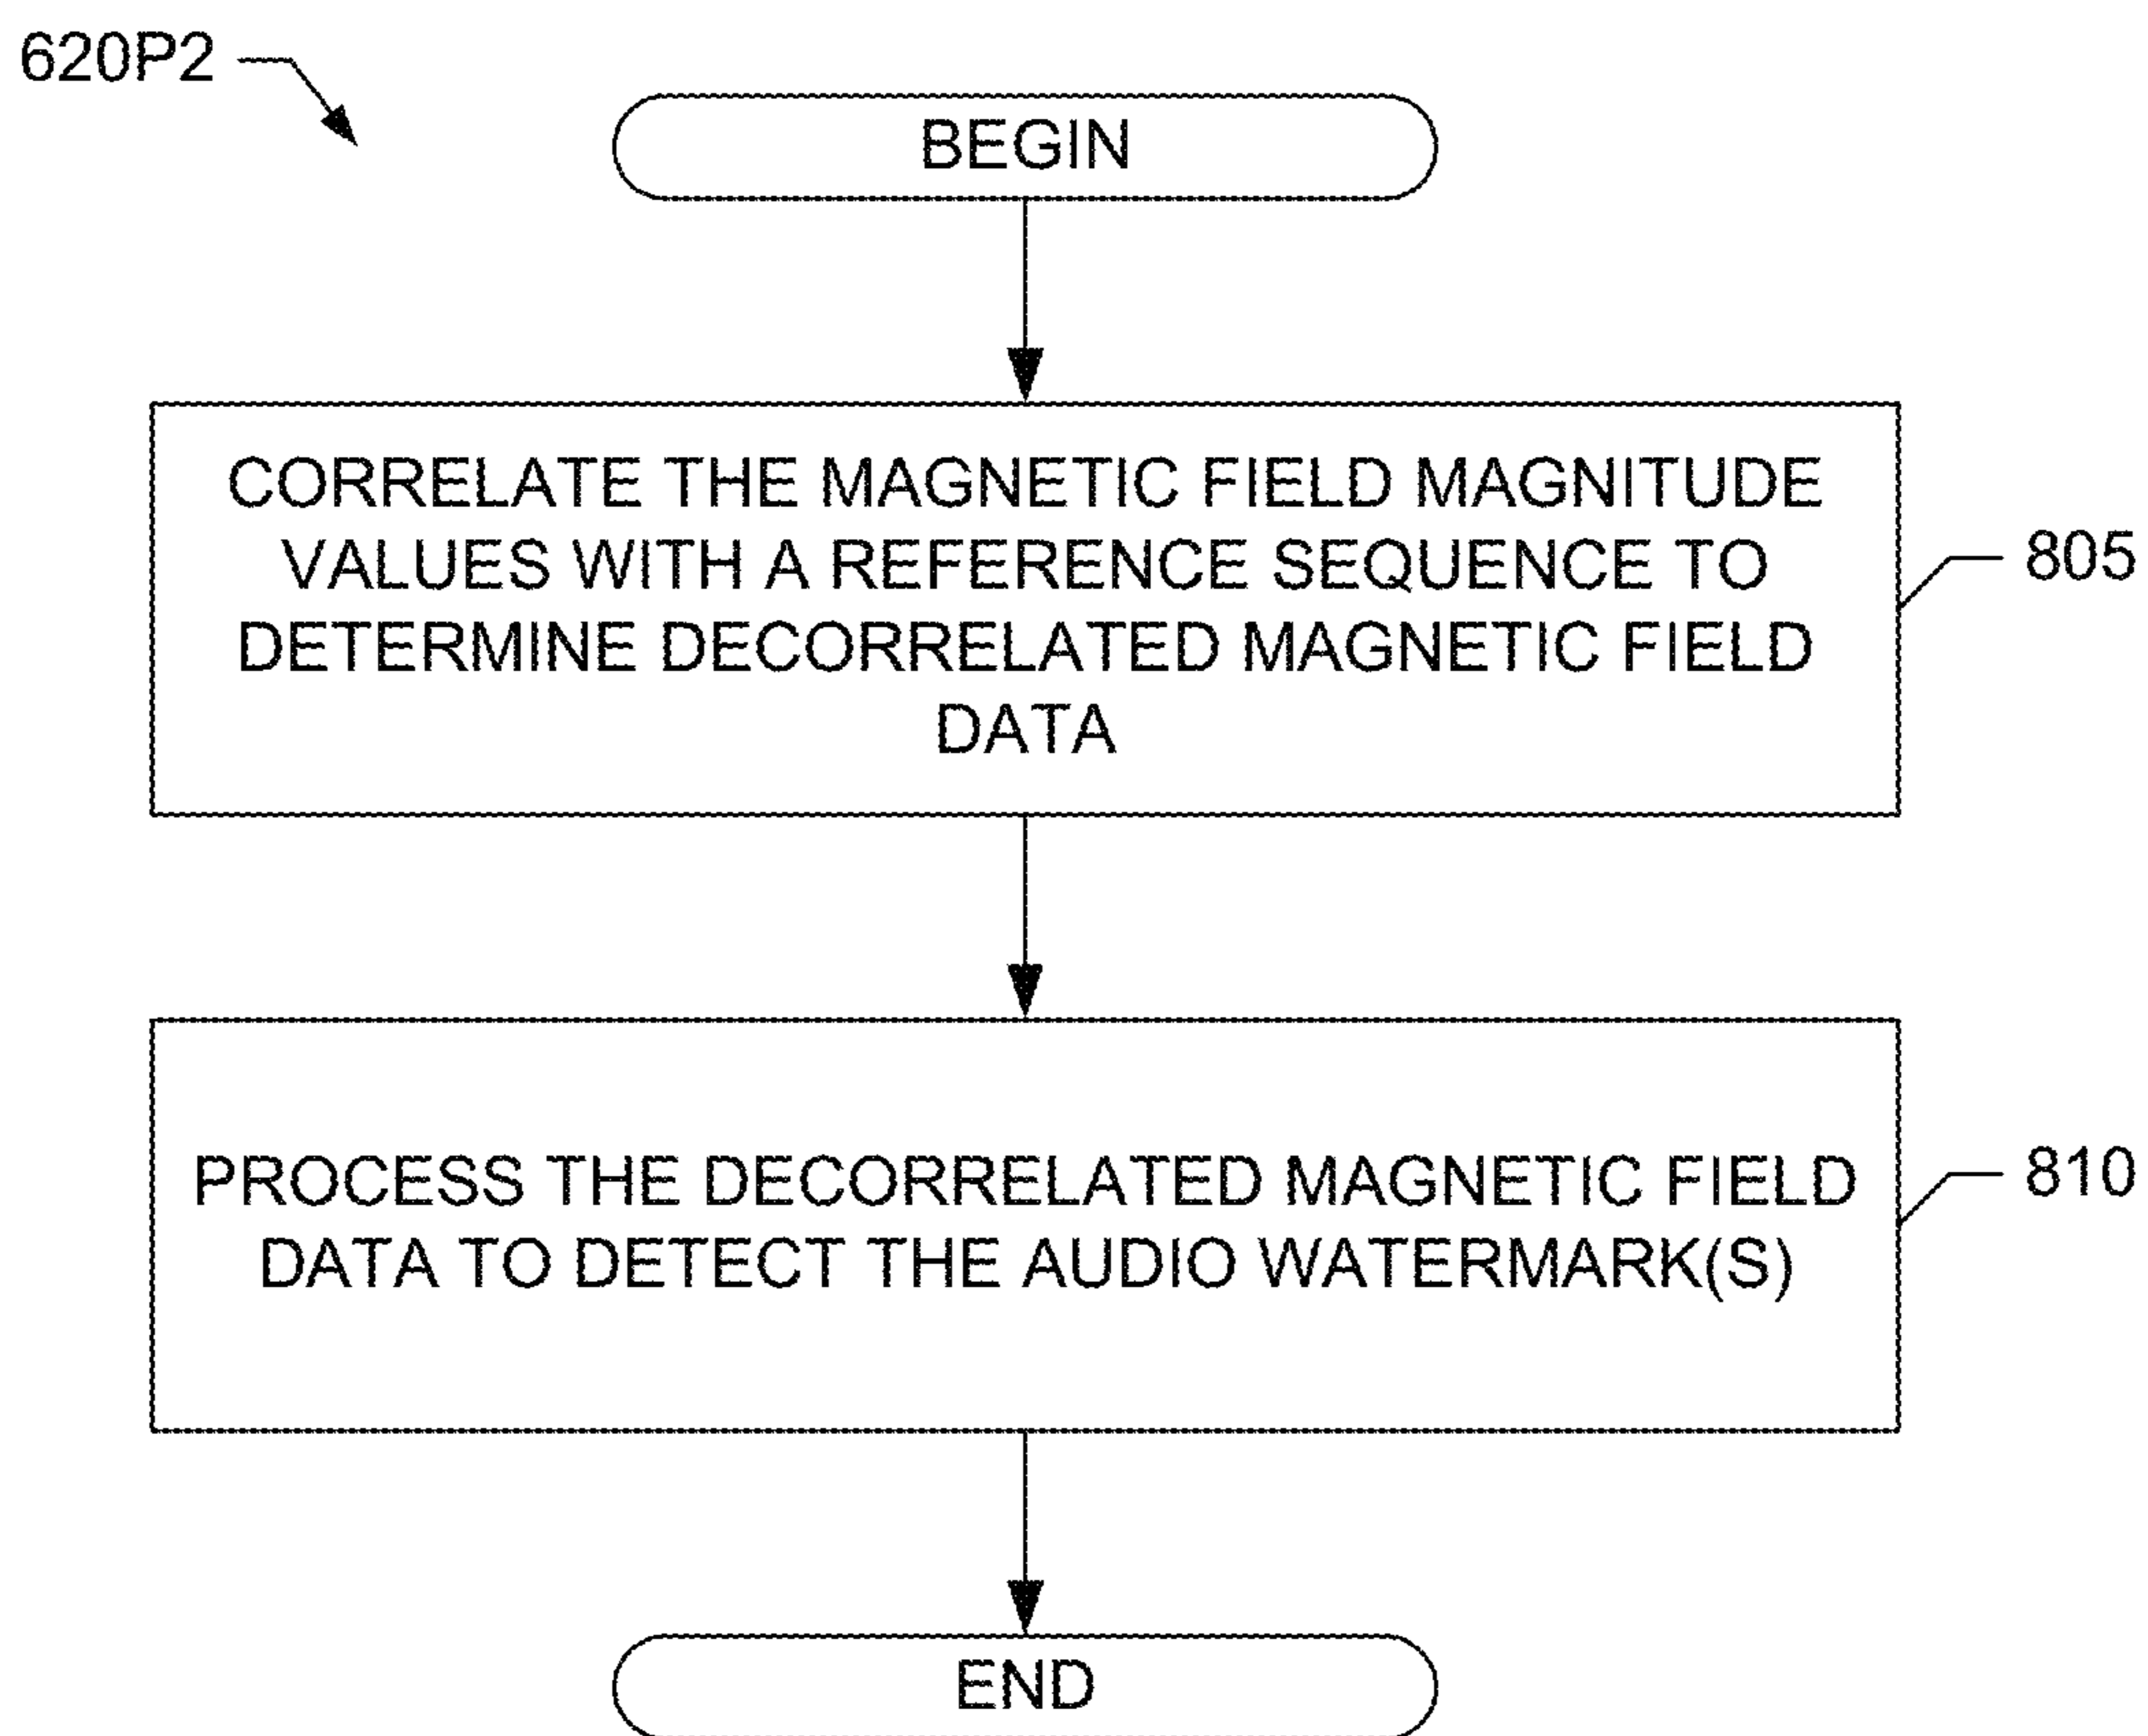 620P2
BEGIN
CORRELATE THE MAGNETIC FIELD MAGNITUDE
VALUES WITH A REFERENCE SEQUENCE TO
DETERMINE DECORRELATED MAGNETIC FIELD
DATA
805
PROCESS THE DECORRELATED MAGNETIC FIELD
DATA TO DETECT THE AUDIO WATERMARK(S)
810
END